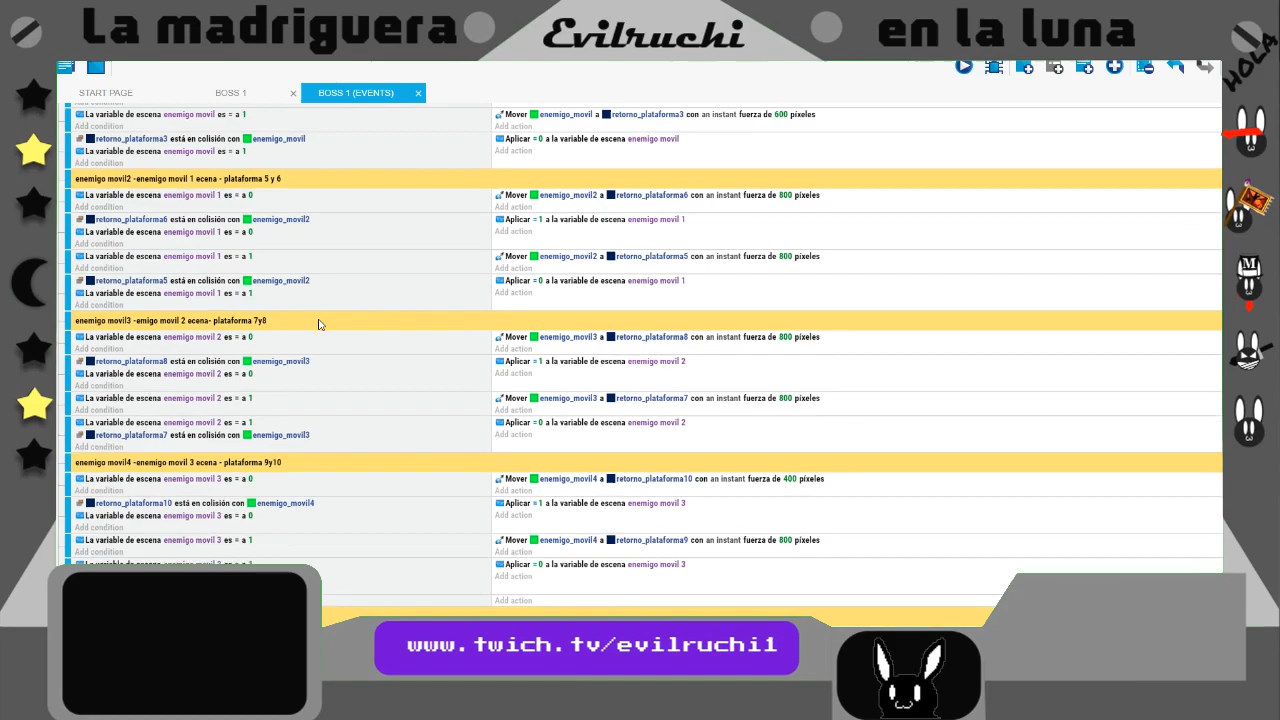 La madriguera Evilruchi en la luna
HOLA
START PAGE BOSS 1 × BOSS 1 (EVENTS) ×
La variable de escena enemigo movil es = a 1 Mover enemigo_movil a retorno_plataforma3 con an instant fuerza de 600 píxeles
Add condition Add action
retorno_plataforma3 está en colisión con enemigo_movil Aplicar = 0 a la variable de escena enemigo movil
La variable de escena enemigo movil es = a 1 Add action
Add condition
enemigo movil2 -enemigo movil 1 ecena - plataforma 5 y 6
La variable de escena enemigo movil 1 es = a 0 Mover enemigo_movil2 a retorno_plataforma6 con an instant fuerza de 800 píxeles
Add condition Add action
retorno_plataforma6 está en colisión con enemigo_movil2 Aplicar = 1 a la variable de escena enemigo movil 1
La variable de escena enemigo movil 1 es = a 0 Add action
Add condition
La variable de escena enemigo movil 1 es = a 1 Mover enemigo_movil2 a retorno_plataforma5 con an instant fuerza de 800 píxeles
Add condition Add action
retorno_plataforma5 está en colisión con enemigo_movil2 Aplicar = 0 a la variable de escena enemigo movil 1
La variable de escena enemigo movil 1 es = a 1 Add action
Add condition
enemigo movil3 -emigo movil 2 ecena- plataforma 7y8
La variable de escena enemigo movil 2 es = a 0 Mover enemigo_movil3 a retorno_plataforma8 con an instant fuerza de 800 píxeles
Add condition Add action
retorno_plataforma8 está en colisión con enemigo_movil3 Aplicar = 1 a la variable de escena enemigo movil 2
La variable de escena enemigo movil 2 es = a 0 Add action
Add condition
La variable de escena enemigo movil 2 es = a 1 Mover enemigo_movil3 a retorno_plataforma7 con an instant fuerza de 800 píxeles
Add condition Add action
La variable de escena enemigo movil 2 es = a 1 Aplicar = 0 a la variable de escena enemigo movil 2
retorno_plataforma7 está en colisión con enemigo_movil3 Add action
Add condition
enemigo movil4 -enemigo movil 3 ecena - plataforma 9y10
La variable de escena enemigo movil 3 es = a 0 Mover enemigo_movil4 a retorno_plataforma10 con an instant fuerza de 400 píxeles
Add condition Add action
retorno_plataforma10 está en colisión con enemigo_movil4 Aplicar = 1 a la variable de escena enemigo movil 3
La variable de escena enemigo movil 3 es = a 0 Add action
Add condition
La variable de escena enemigo movil 3 es = a 1 Mover enemigo_movil4 a retorno_plataforma9 con an instant fuerza de 800 píxeles
Add condition Add action
Aplicar = 0 a la variable de escena enemigo movil 3
Add action
Add action
www.twich.tv/evilruchi1
M